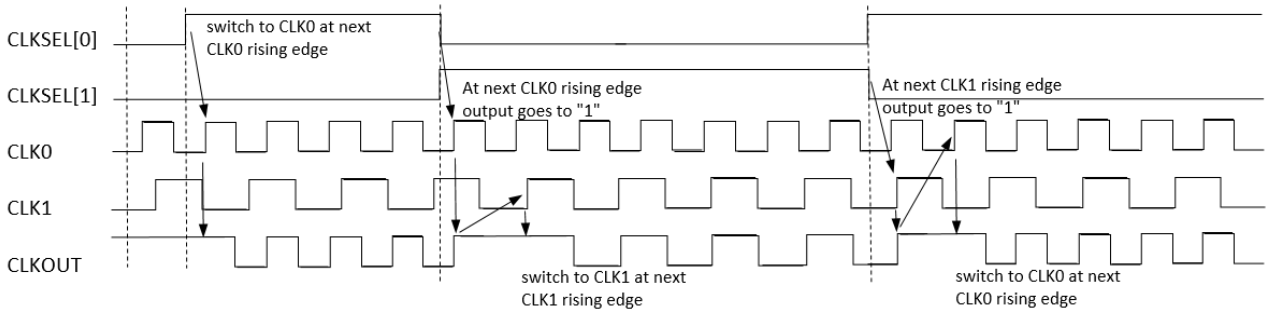 CLKSEL[0]
switch to CLK0 at next
CLK0 rising edge
CLKSEL[1]
At next CLK0 rising edge
output goes to "1"
At next CLK1 rising edge
output goes to "1"
CLK0
CLK1
CLKOUT
switch to CLK1 at next
CLK1 rising edge
switch to CLK0 at next
CLK0 rising edge